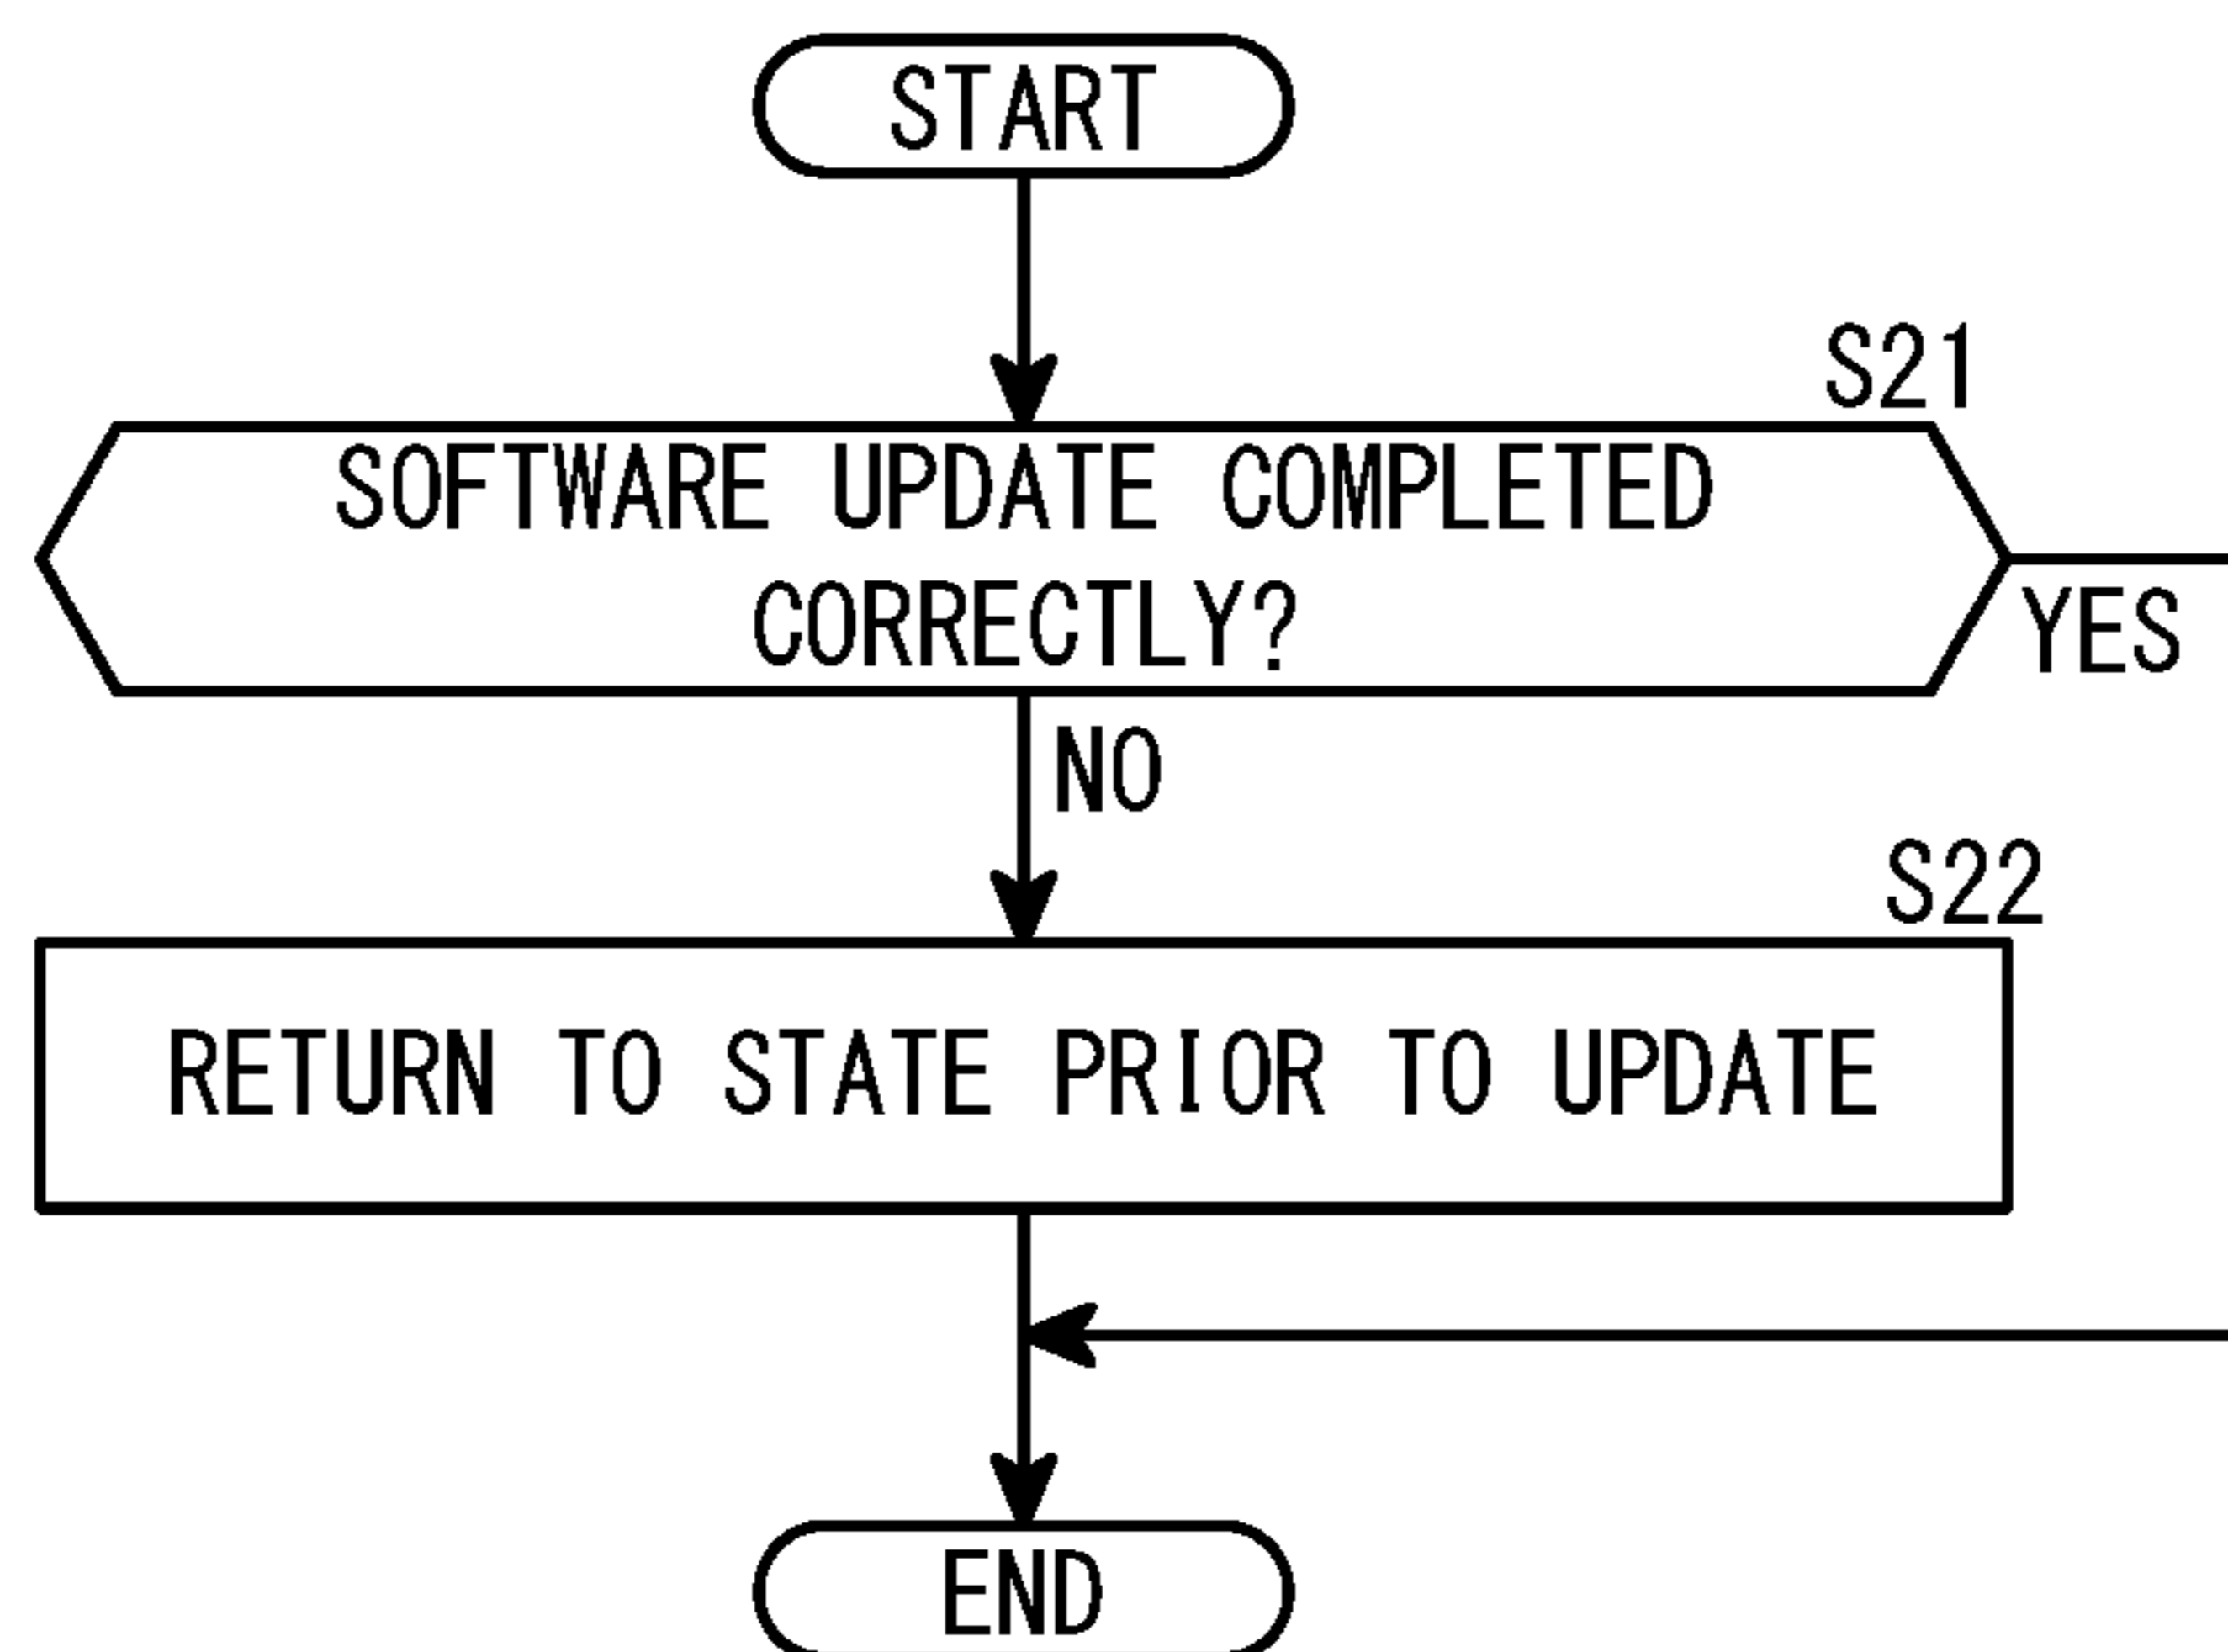 START
S21
SOFTWARE UPDATE COMPLETED
CORRECTLY?
YES
NO
S22
RETURN TO STATE PRIOR TO UPDATE
END